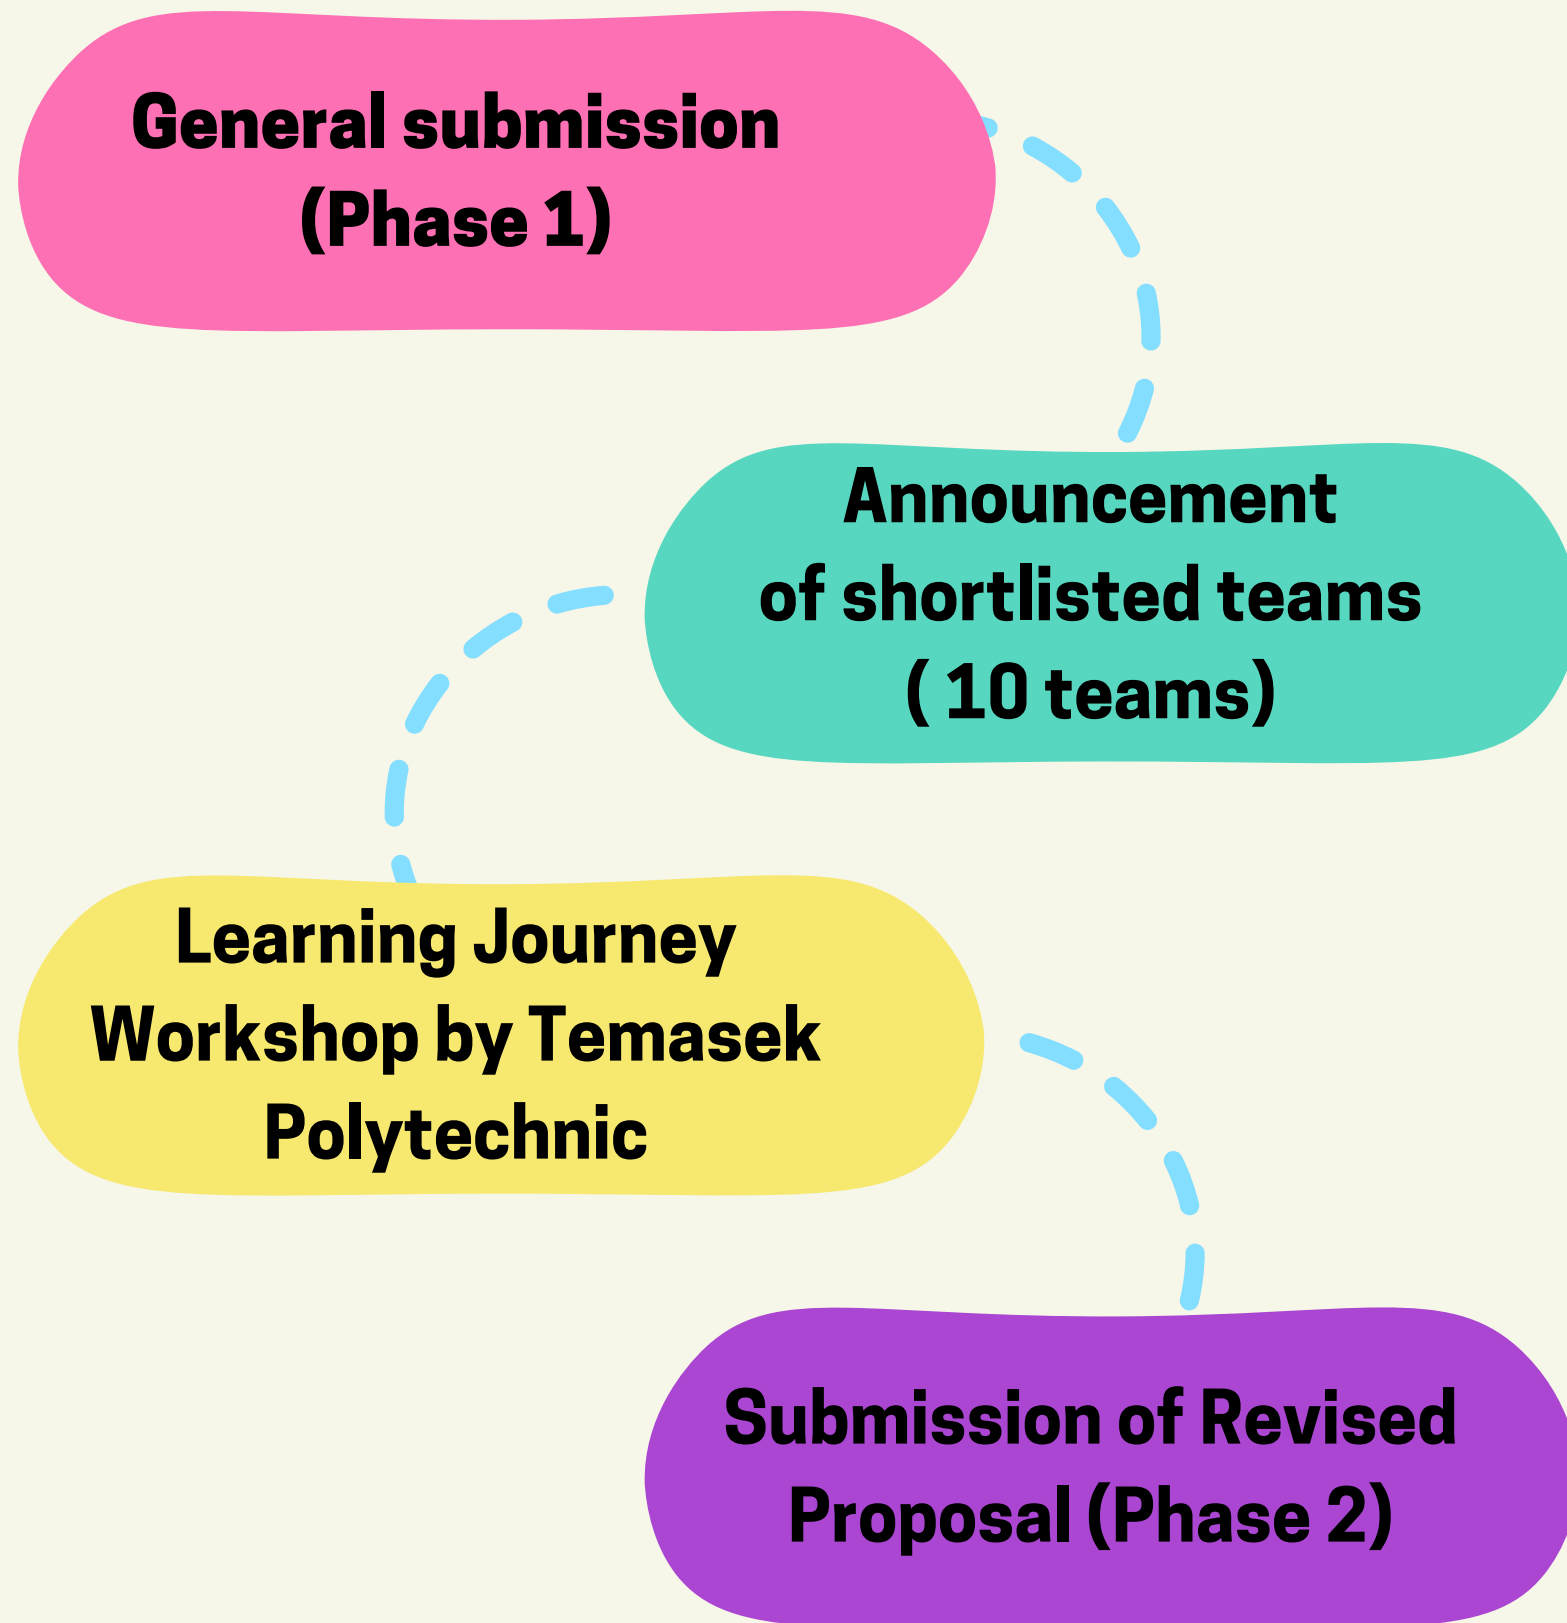 General submission
(Phase 1)
Announcement
of shortlisted teams
( 10 teams)
Learning Journey
Workshop by Temasek
Polytechnic
Submission of Revised
Proposal (Phase 2)